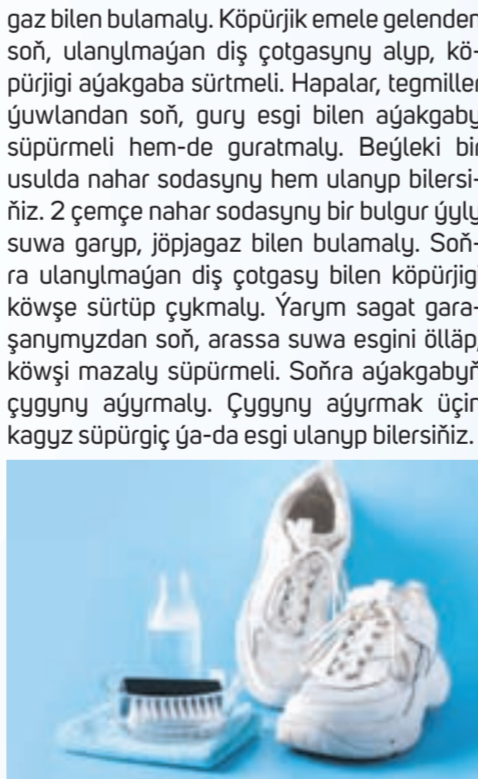 gaz bilen bulamaly. Köpürjik emele gelenden
soň, ulanylmaýan diş çotgasyny alyp, kö-
pürjigi aýakgaba sürtmeli. Hapalar, tegmiller
ýuwlandan soň, gury esgi bilen aýakgaby
süpürmeli hem-de guratmaly. Beýleki bir
usulda nahar sodasyny hem ulanyp bilersi-
ňiz. 2 çemçe nahar sodasyny bir bulgur ýyly
suwa garyp, jöpjagaz bilen bulamaly. Soň-
ra ulanylmaýan diş çotgasy bilen köpürjigi
köwşe sürtüp çykmaly. Ýarym sagat gara-
şanymyzdan soň, arassa suwa esgini ölläp,
köwşi mazaly süpürmeli. Soňra aýakgabyň
çygyny aýyrmaly. Çygyny aýyrmak üçin
kagyz süpürgiç ýa-da esgi ulanyp bilersiňiz.